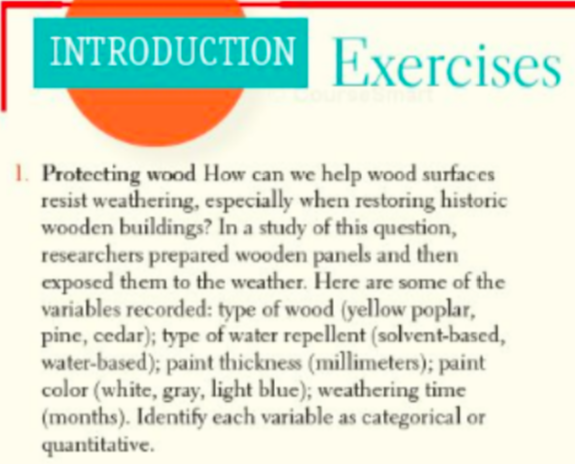 INTRODUCTION Exercises
1. Protecting wood How can we help wood surfaces
resist weathering, especially when restoring historic
wooden buildings? In a study of this question,
researchers prepared wooden panels and then
exposed them to the weather. Here are some of the
variables recorded: type of wood (yellow poplar,
pine, cedar); type of water repellent (solvent-based,
water-based); paint thickness (millimeters); paint
color (white, gray, light blue); weathering time
(months). Identify each variable as categorical or
quantitative.